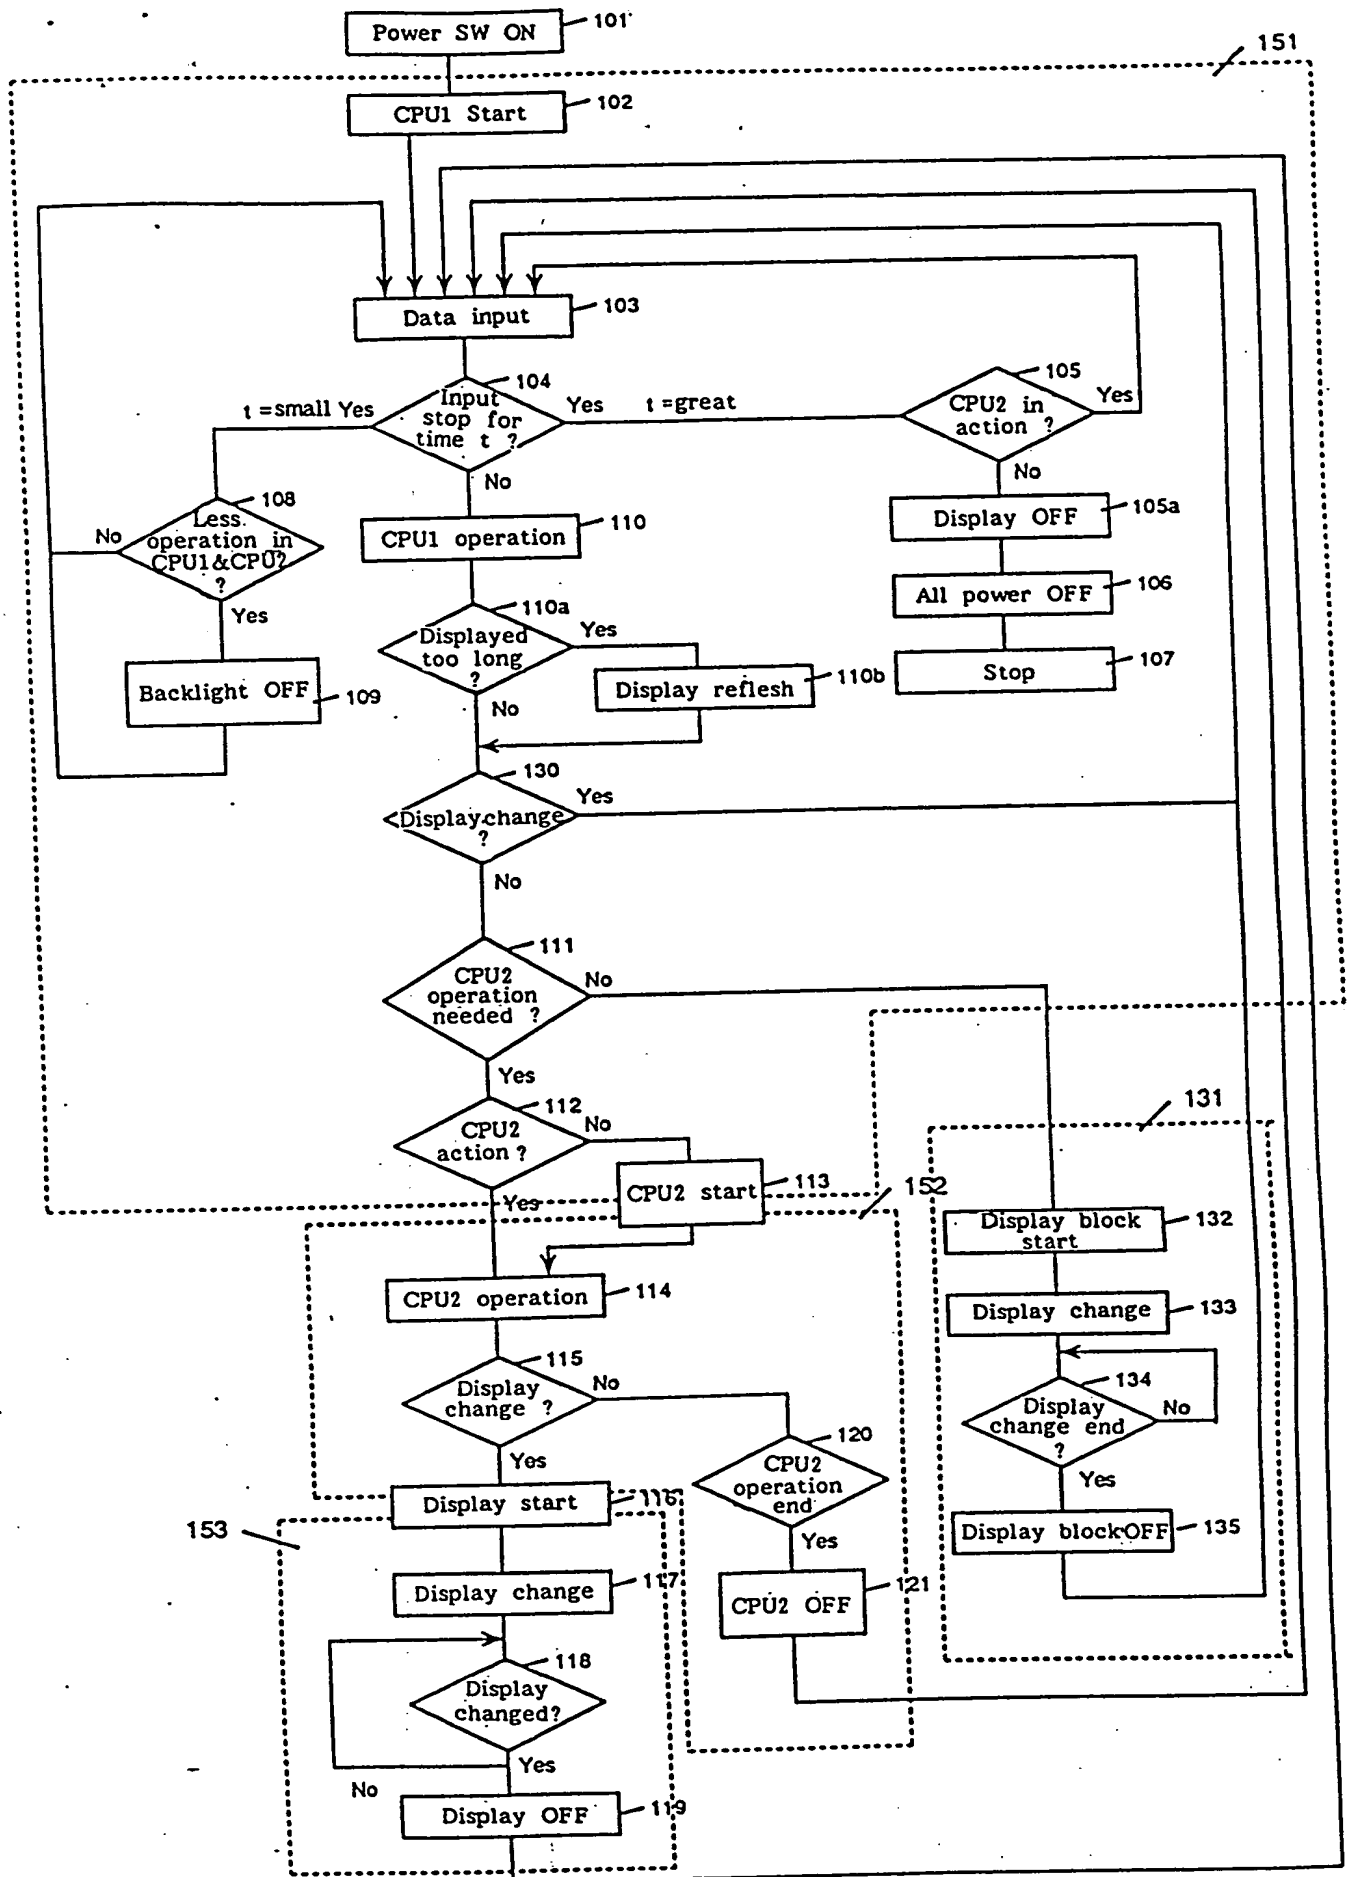 Power SW ON
101
151
CPU1 Start
102
Data input
103
104
Input
stop for
time t ?
t =small Yes
Yes t =great
No
105
CPU2 in
action ?
Yes
No
Display OFF
105a
All power OFF
106
Stop
107
108
Less.
operation in
CPU1&CPU?
?
No
Yes
Backlight OFF
109
CPU1 operation
110
110a
Displayed
too long
?
Yes
No
Display reflesh
110b
130
Display change
?
Yes
No
111
CPU2
operation
needed ?
No
Yes
112
CPU2
action ?
No
Yes
CPU2 start
113
152
131
Display block
start
132
CPU2 operation
114
Display change
133
115
Display
change ?
No
Yes
134
Display
change end
?
No
Yes
120
CPU2
operation
end
Yes
Display start
116
153
Display block OFF
135
Display change
117
CPU2 OFF
121
118
Display
changed?
Yes
No
Display OFF
119